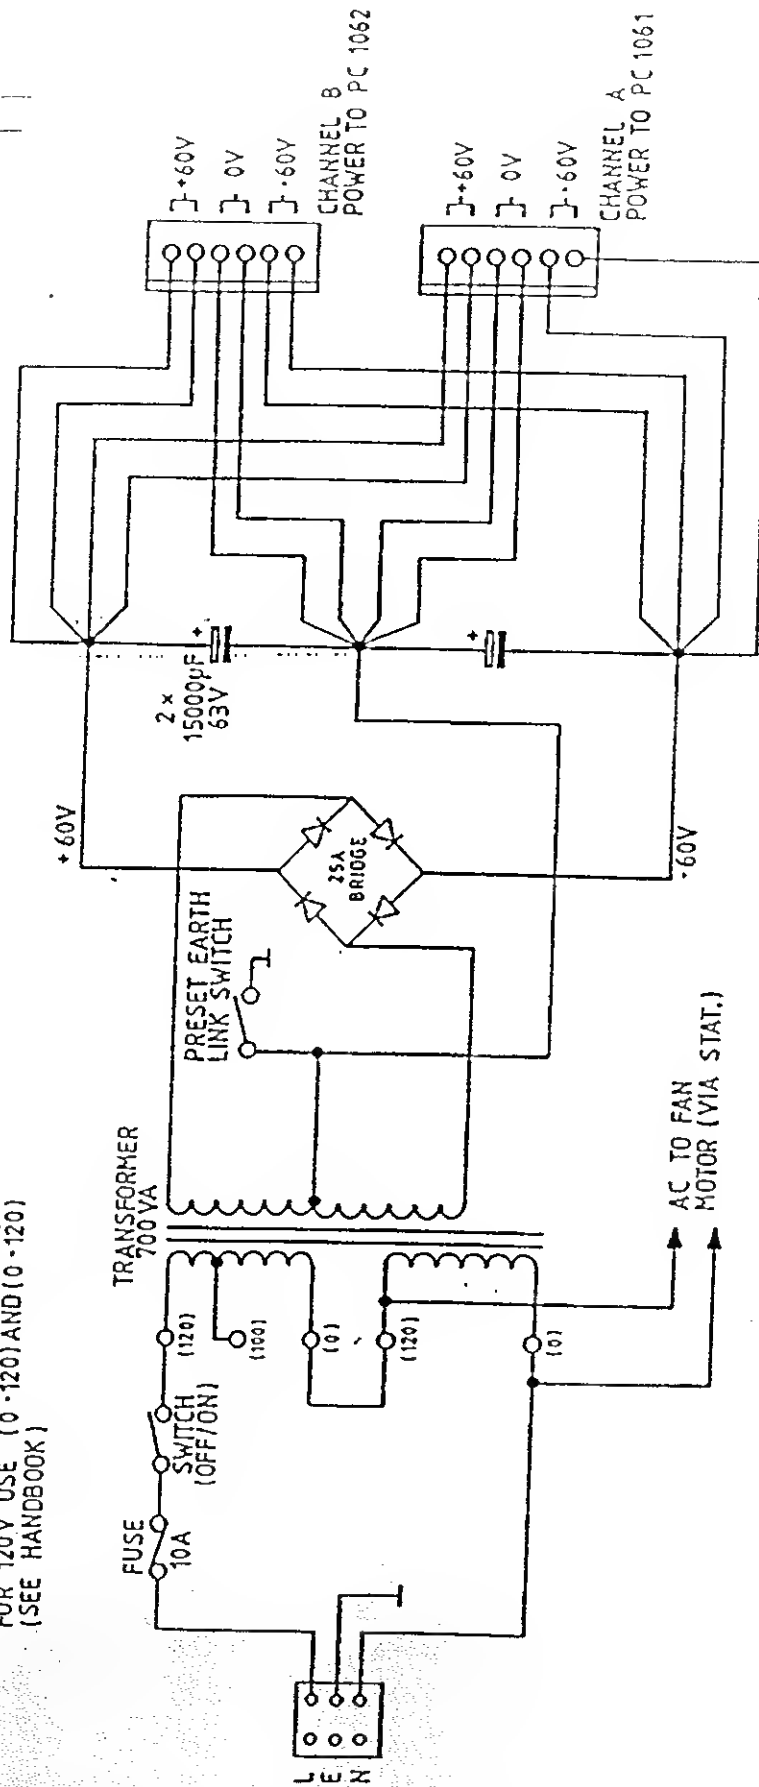 FOR 120V USE (0-120) AND (0-120)
(SEE HANDBOOK)
L
E
N
FUSE
10A
SWITCH
(OFF/ON)
(120)
(100)
(0)
(120)
(0)
TRANSFORMER
700VA
AC TO FAN
MOTOR (VIA STAT.)
PRESET EARTH
LINK SWITCH
25A
BRIDGE
+60V
-60V
2 x
15000µF
63V
+
+
+60V
0V
-60V
CHANNEL B
POWER TO PC 1062
+60V
0V
-60V
CHANNEL A
POWER TO PC 1061